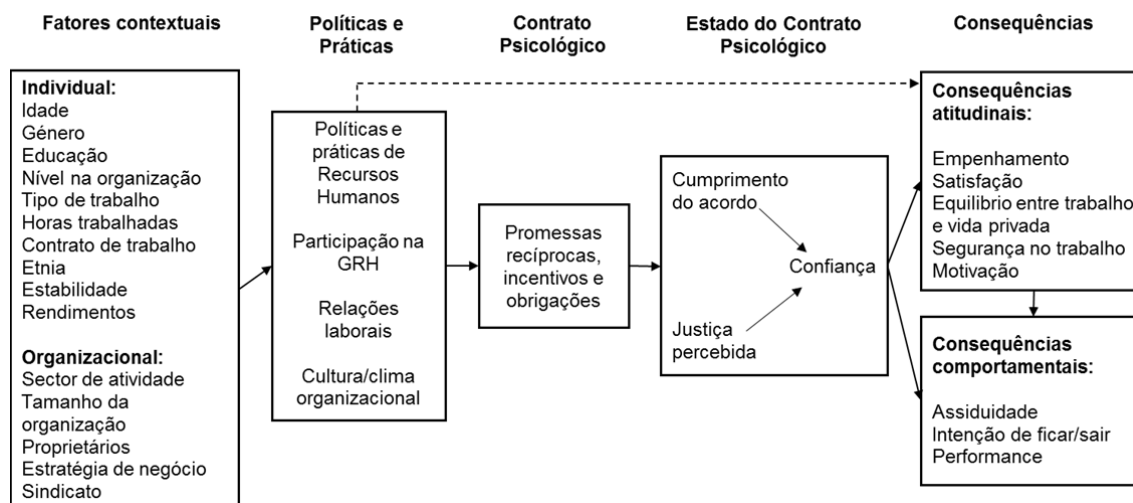 Fatores contextuais
Políticas e
Práticas
Contrato
Psicológico
Estado do Contrato
Psicológico
Consequências
Individual:
Idade
Género
Educação
Nível na organização
Tipo de trabalho
Horas trabalhadas
Contrato de trabalho
Etnia
Estabilidade
Rendimentos
Organizacional:
Sector de atividade
Tamanho da
organização
Proprietários
Estratégia de negócio
Sindicato
Políticas e
práticas de
Recursos
Humanos
Participação na
GRH
Relações
laborais
Cultura/clima
organizacional
Promessas
recíprocas,
incentivos e
obrigações
Cumprimento
do acordo
Confiança
Justiça
percebida
Consequências
atitudinais:
Empenhamento
Satisfação
Equilibrio entre trabalho
e vida privada
Segurança no trabalho
Motivação
Consequências
comportamentais:
Assiduidade
Intenção de ficar/sair
Performance